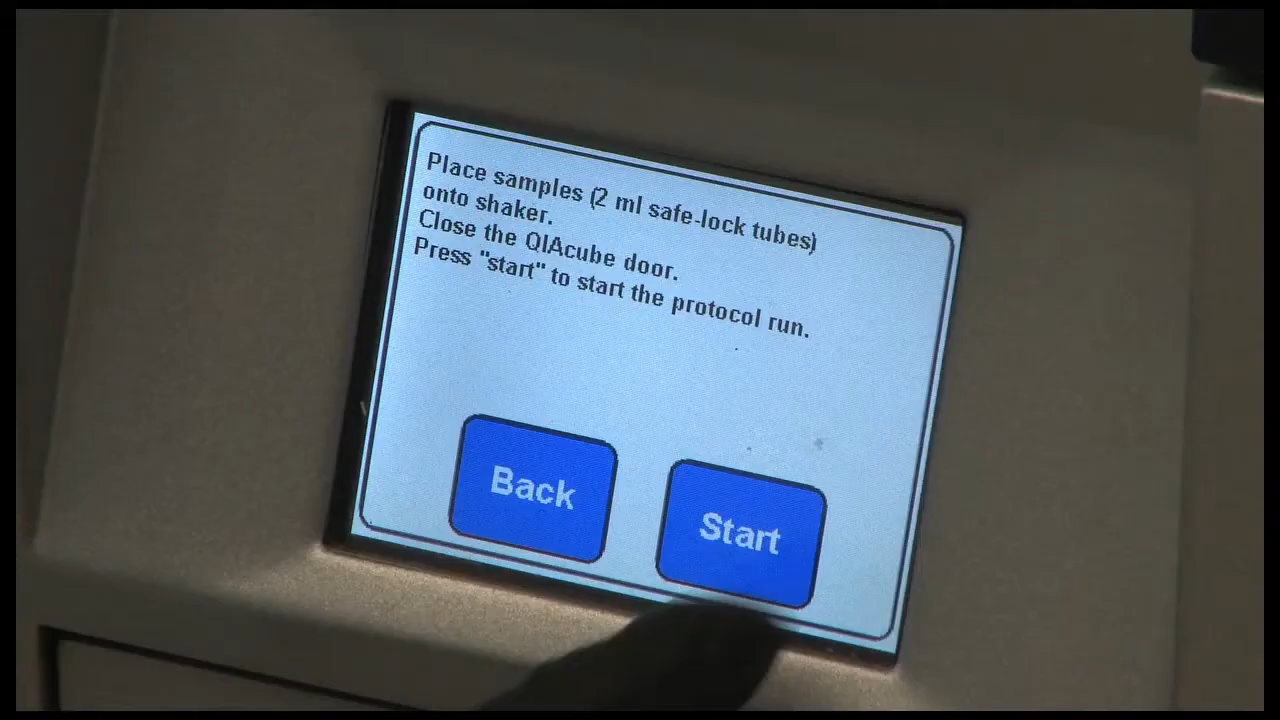 Place samples (2 ml safe-lock tubes)
onto shaker.
Close the QIAcube door.
Press "start" to start the protocol run.
Back
Start